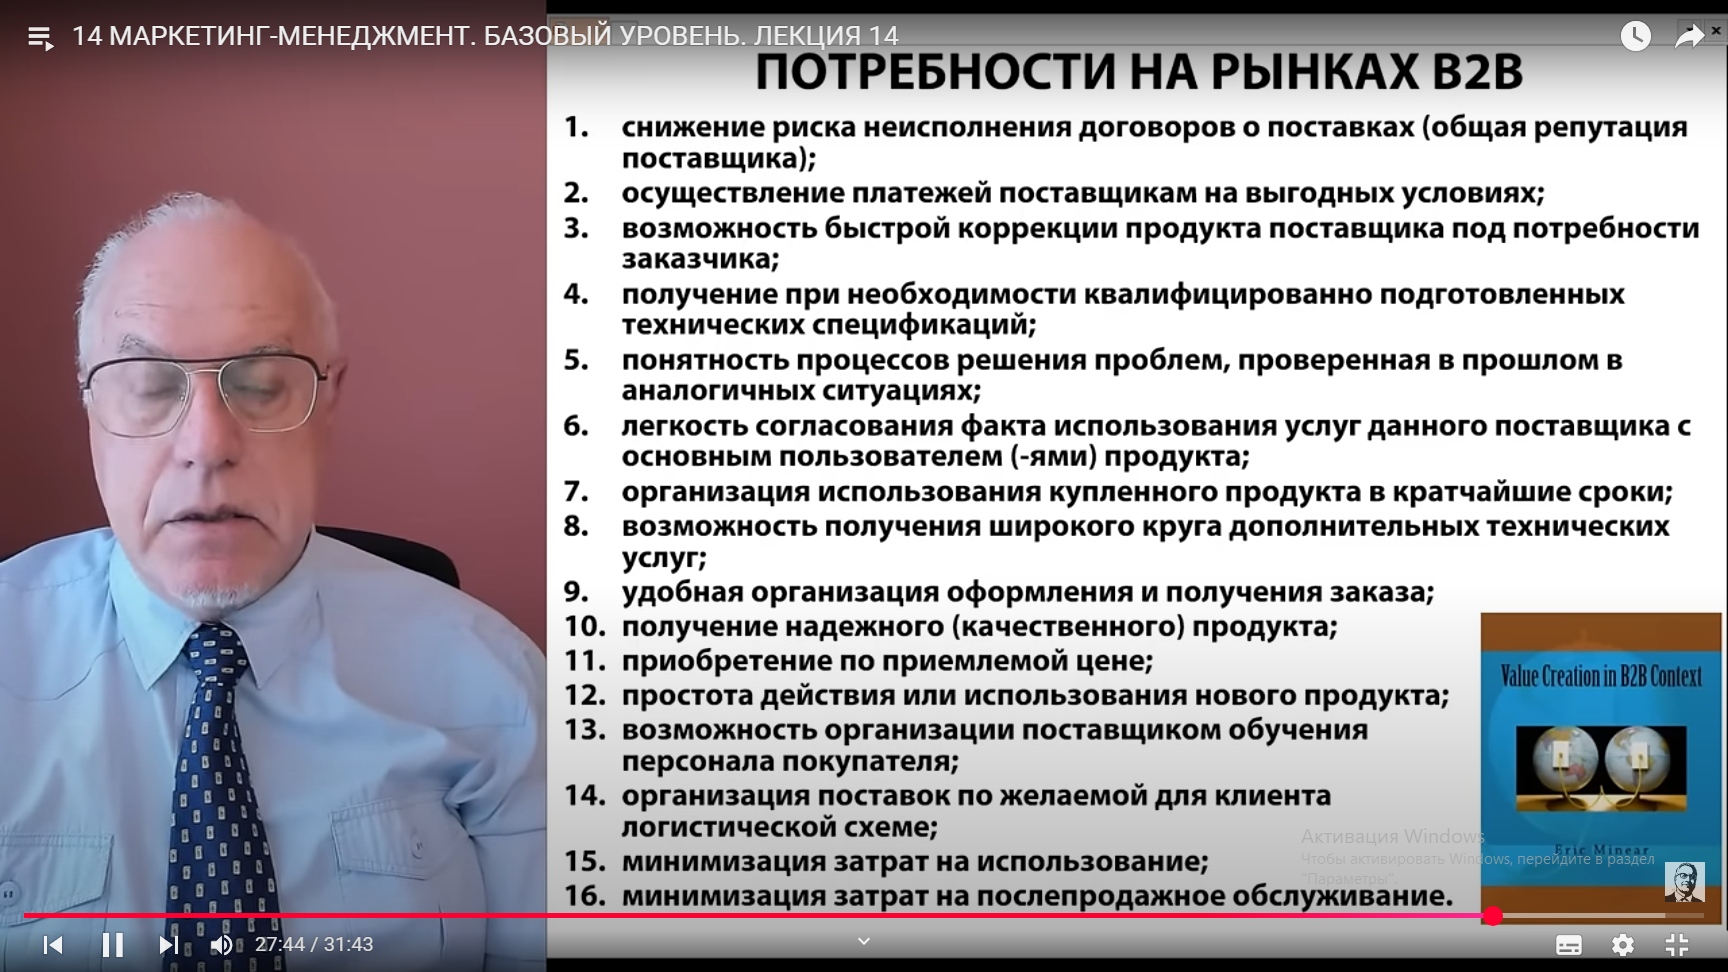 14 МАРКЕТИНГ-МЕНЕДЖМЕНТ. БАЗОВЫЙ УРОВЕНЬ. ЛЕКЦИЯ 14
ПОТРЕБНОСТИ НА РЫНКАХ B2B
1. снижение риска неисполнения договоров о поставках (общая репутация
поставщика);
2. осуществление платежей поставщикам на выгодных условиях;
3. возможность быстрой коррекции продукта поставщика под потребности
заказчика;
4. получение при необходимости квалифицированно подготовленных
технических спецификаций;
5. понятность процессов решения проблем, проверенная в прошлом в
аналогичных ситуациях;
6. легкость согласования факта использования услуг данного поставщика с
основным пользователем (-ями) продукта;
7. организация использования купленного продукта в кратчайшие сроки;
8. возможность получения широкого круга дополнительных технических
услуг;
9. удобная организация оформления и получения заказа;
10. получение надежного (качественного) продукта;
11. приобретение по приемлемой цене;
12. простота действия или использования нового продукта;
13. возможность организации поставщиком обучения
персонала покупателя;
14. организация поставок по желаемой для клиента
логистической схеме;
15. минимизация затрат на использование;
16. минимизация затрат на послепродажное обслуживание.
Value Creation in B2B Context
Eric Minear
Активация Windows
Чтобы активировать Windows, перейдите в раздел
"Параметры".
27:44 / 31:43